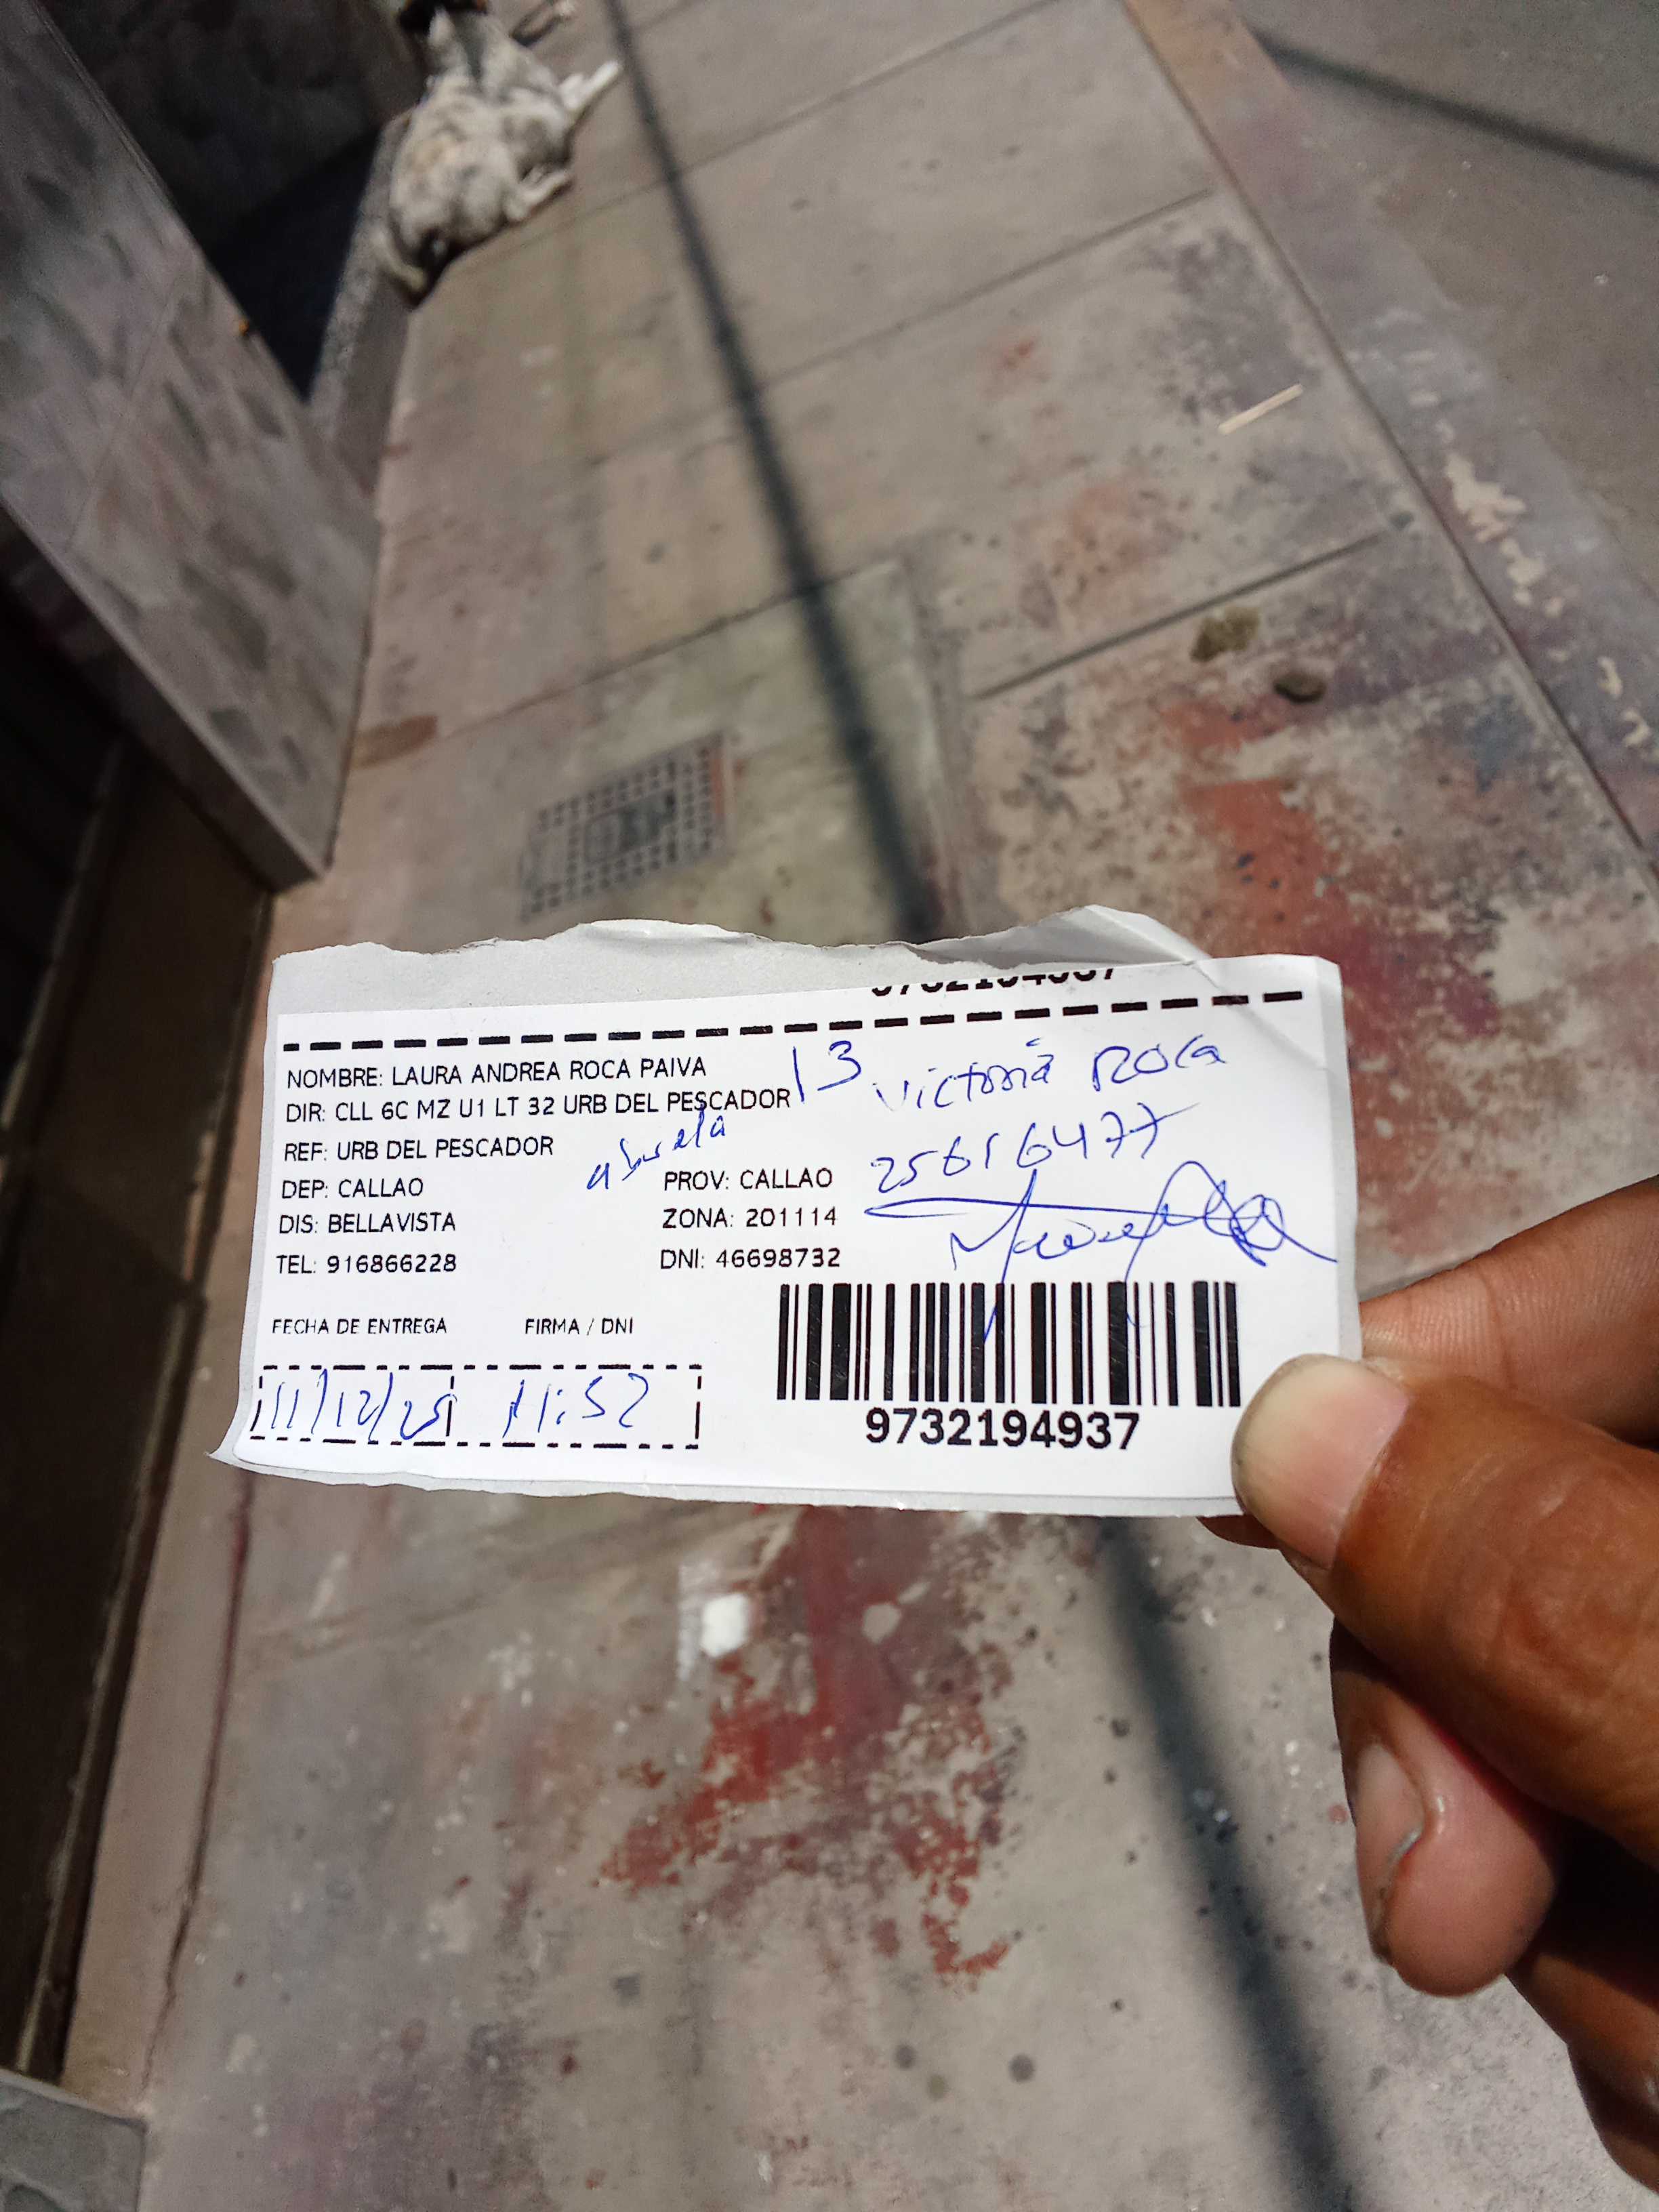 9732194937
NOMBRE: LAURA ANDREA ROCA PAIVA
13 Victoria Roca
DIR: CLL 6C MZ U1 LT 32 URB DEL PESCADOR
REF: URB DEL PESCADOR
abuela
25616477
DEP: CALLAO PROV: CALLAO
DIS: BELLAVISTA ZONA: 201114
TEL: 916866228 DNI: 46698732
FECHA DE ENTREGA FIRMA / DNI
11/12/25 11:52
9732194937